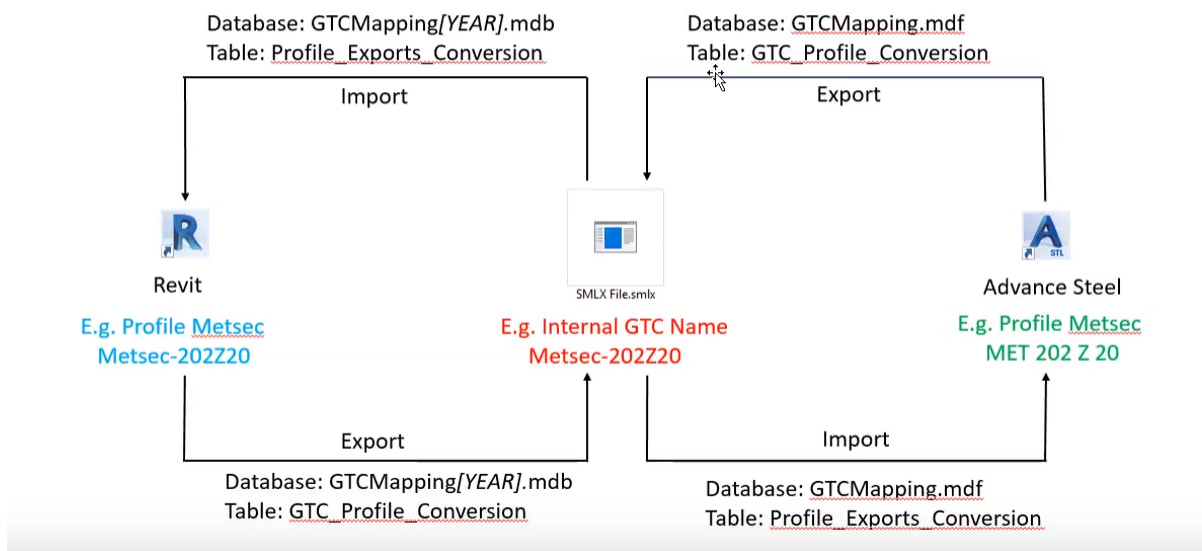 Database: GTCMapping[YEAR].mdb
Table: Profile_Exports_Conversion
Import
Database: GTCMapping.mdf
Table: GTC_Profile_Conversion
Export
R
Revit
E.g. Profile Metsec
Metsec-202Z20
SMLX File.smlx
E.g. Internal GTC Name
Metsec-202Z20
A
STL
Advance Steel
E.g. Profile Metsec
MET 202 Z 20
Export
Database: GTCMapping[YEAR].mdb
Table: GTC_Profile_Conversion
Import
Database: GTCMapping.mdf
Table: Profile_Exports_Conversion